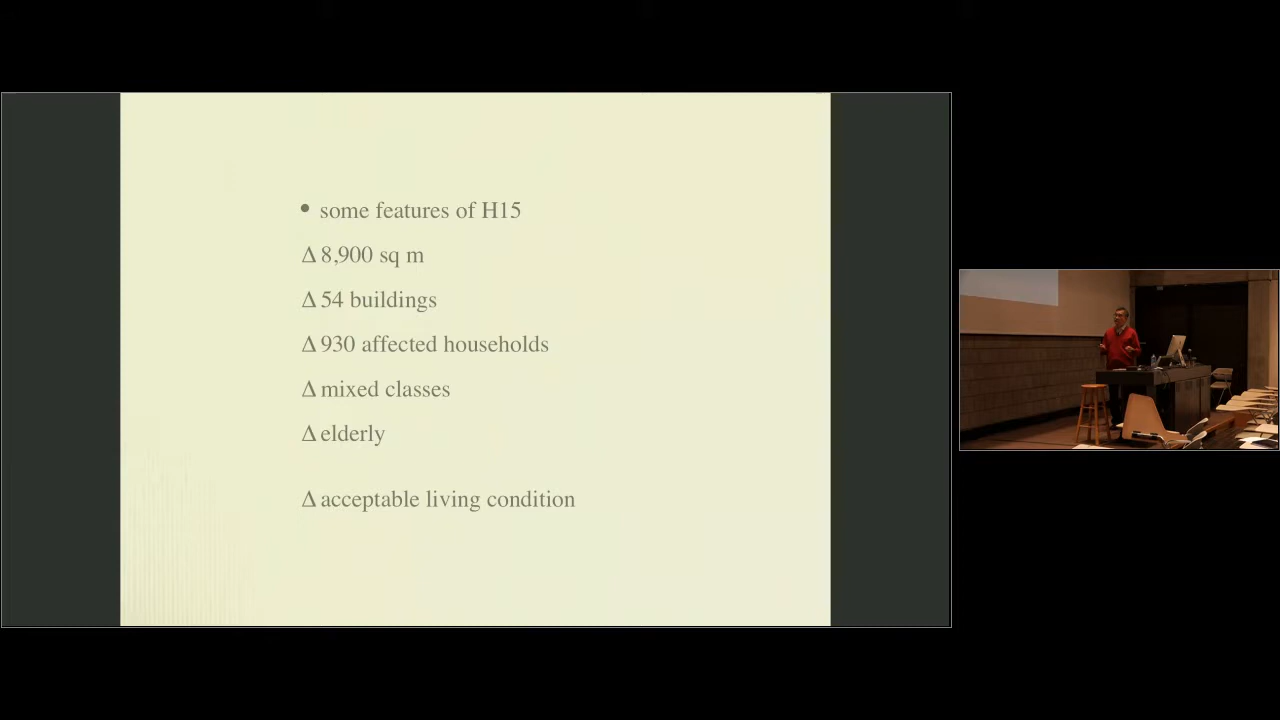 • some features of H15
Δ 8,900 sq m
Δ 54 buildings
Δ 930 affected households
Δ mixed classes
Δ elderly
Δ acceptable living condition